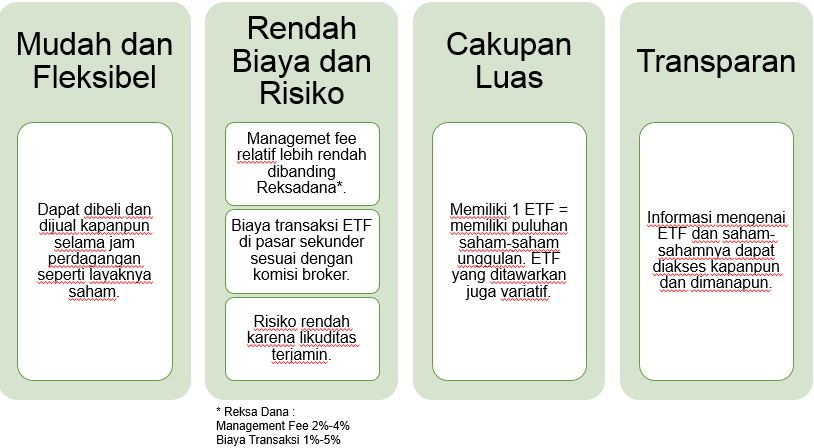 Mudah dan
Fleksibel
Dapat dibeli dan
dijual kapanpun
selama jam
perdagangan
seperti layaknya
saham.
Rendah
Biaya dan
Risiko
Managemet fee
relatif lebih rendah
dibanding
Reksadana*.
Biaya transaksi ETF
di pasar sekunder
sesuai dengan
komisi broker.
Risiko rendah
karena likuditas
terjamin.
Cakupan
Luas
Memiliki 1 ETF =
memiliki puluhan
saham-saham
unggulan. ETF
yang ditawarkan
juga variatif.
Transparan
Informasi mengenai
ETF dan saham-
sahamnya dapat
diakses kapanpun
dan dimanapun.
* Reksa Dana :
Management Fee 2%-4%
Biaya Transaksi 1%-5%